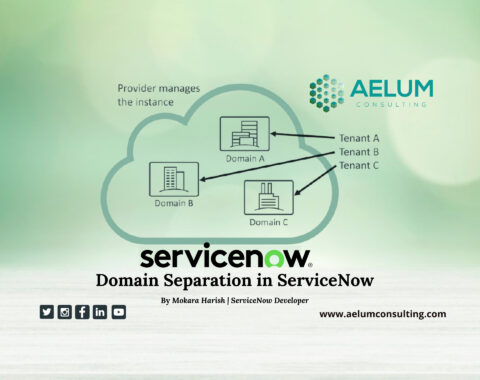 Provider manages
the instance
AELUM
CONSULTING
Tenant A
Tenant B
Tenant C
Domain A
Domain B
Domain C
servicenow®
Domain Separation in ServiceNow
By Mokara Harish | ServiceNow Developer
www.aelumconsulting.com